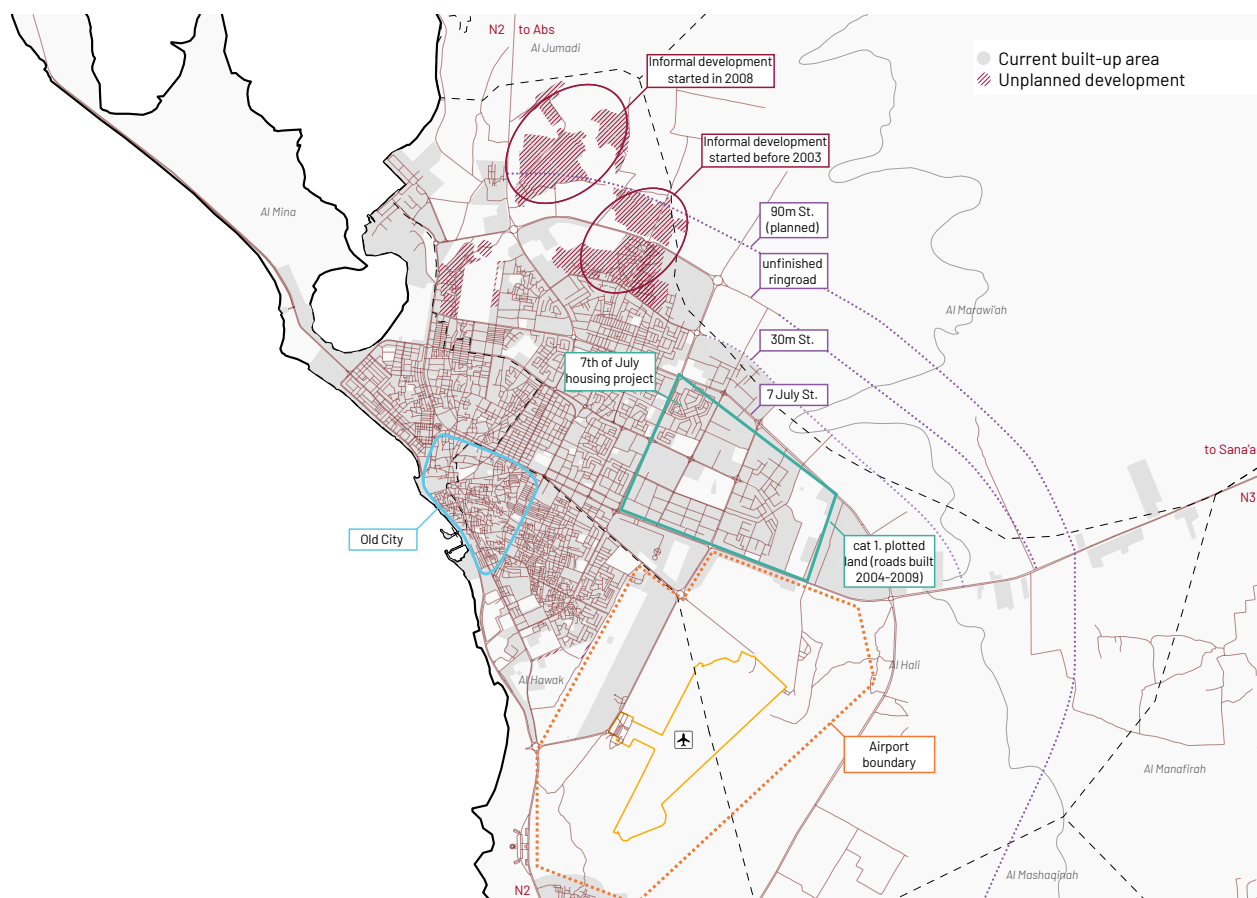 N2 to Abs
Al Jumadi
Current built-up area
Unplanned development
Informal development
started in 2008
Informal development
started before 2003
Al Mina
90m St.
(planned)
unfinished
ringroad
Al Marawi'ah
30m St.
7th of July
housing project
7 July St.
to Sana'a
N3
Old City
cat 1. plotted
land (roads built
2004-2009)
Al Hawak
Al Hali
Airport
boundary
Al Manafirah
Al Mashaqinah
N2